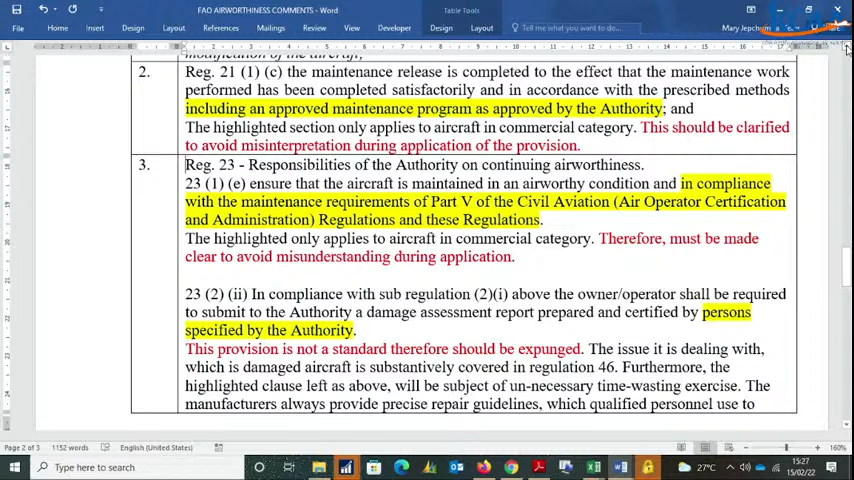 FAO AIRWORTHINESS COMMENTS - Word
Table Tools
File
Home
Insert
Design
Layout
References
Mailings
Review
View
Developer
Design
Layout
Tell me what you want to do...
Mary Jepchirn
modification of the aircraft;
2.
Reg. 21 (1) (c) the maintenance release is completed to the effect that the maintenance work
performed has been completed satisfactorily and in accordance with the prescribed methods
including an approved maintenance program as approved by the Authority; and
The highlighted section only applies to aircraft in commercial category. This should be clarified
to avoid misinterpretation during application of the provision.
3.
Reg. 23 - Responsibilities of the Authority on continuing airworthiness.
23 (1) (e) ensure that the aircraft is maintained in an airworthy condition and in compliance
with the maintenance requirements of Part V of the Civil Aviation (Air Operator Certification
and Administration) Regulations and these Regulations.
The highlighted only applies to aircraft in commercial category. Therefore, must be made
clear to avoid misunderstanding during application.
23 (2) (ii) In compliance with sub regulation (2)(i) above the owner/operator shall be required
to submit to the Authority a damage assessment report prepared and certified by persons
specified by the Authority.
This provision is not a standard therefore should be expunged. The issue it is dealing with,
which is damaged aircraft is substantively covered in regulation 46. Furthermore, the
highlighted clause left as above, will be subject of un-necessary time-wasting exercise. The
manufacturers always provide precise repair guidelines, which qualified personnel use to
Page 2 of 3
1152 words
English (United States)
160%
Type here to search
27°C
15:27
15/02/22